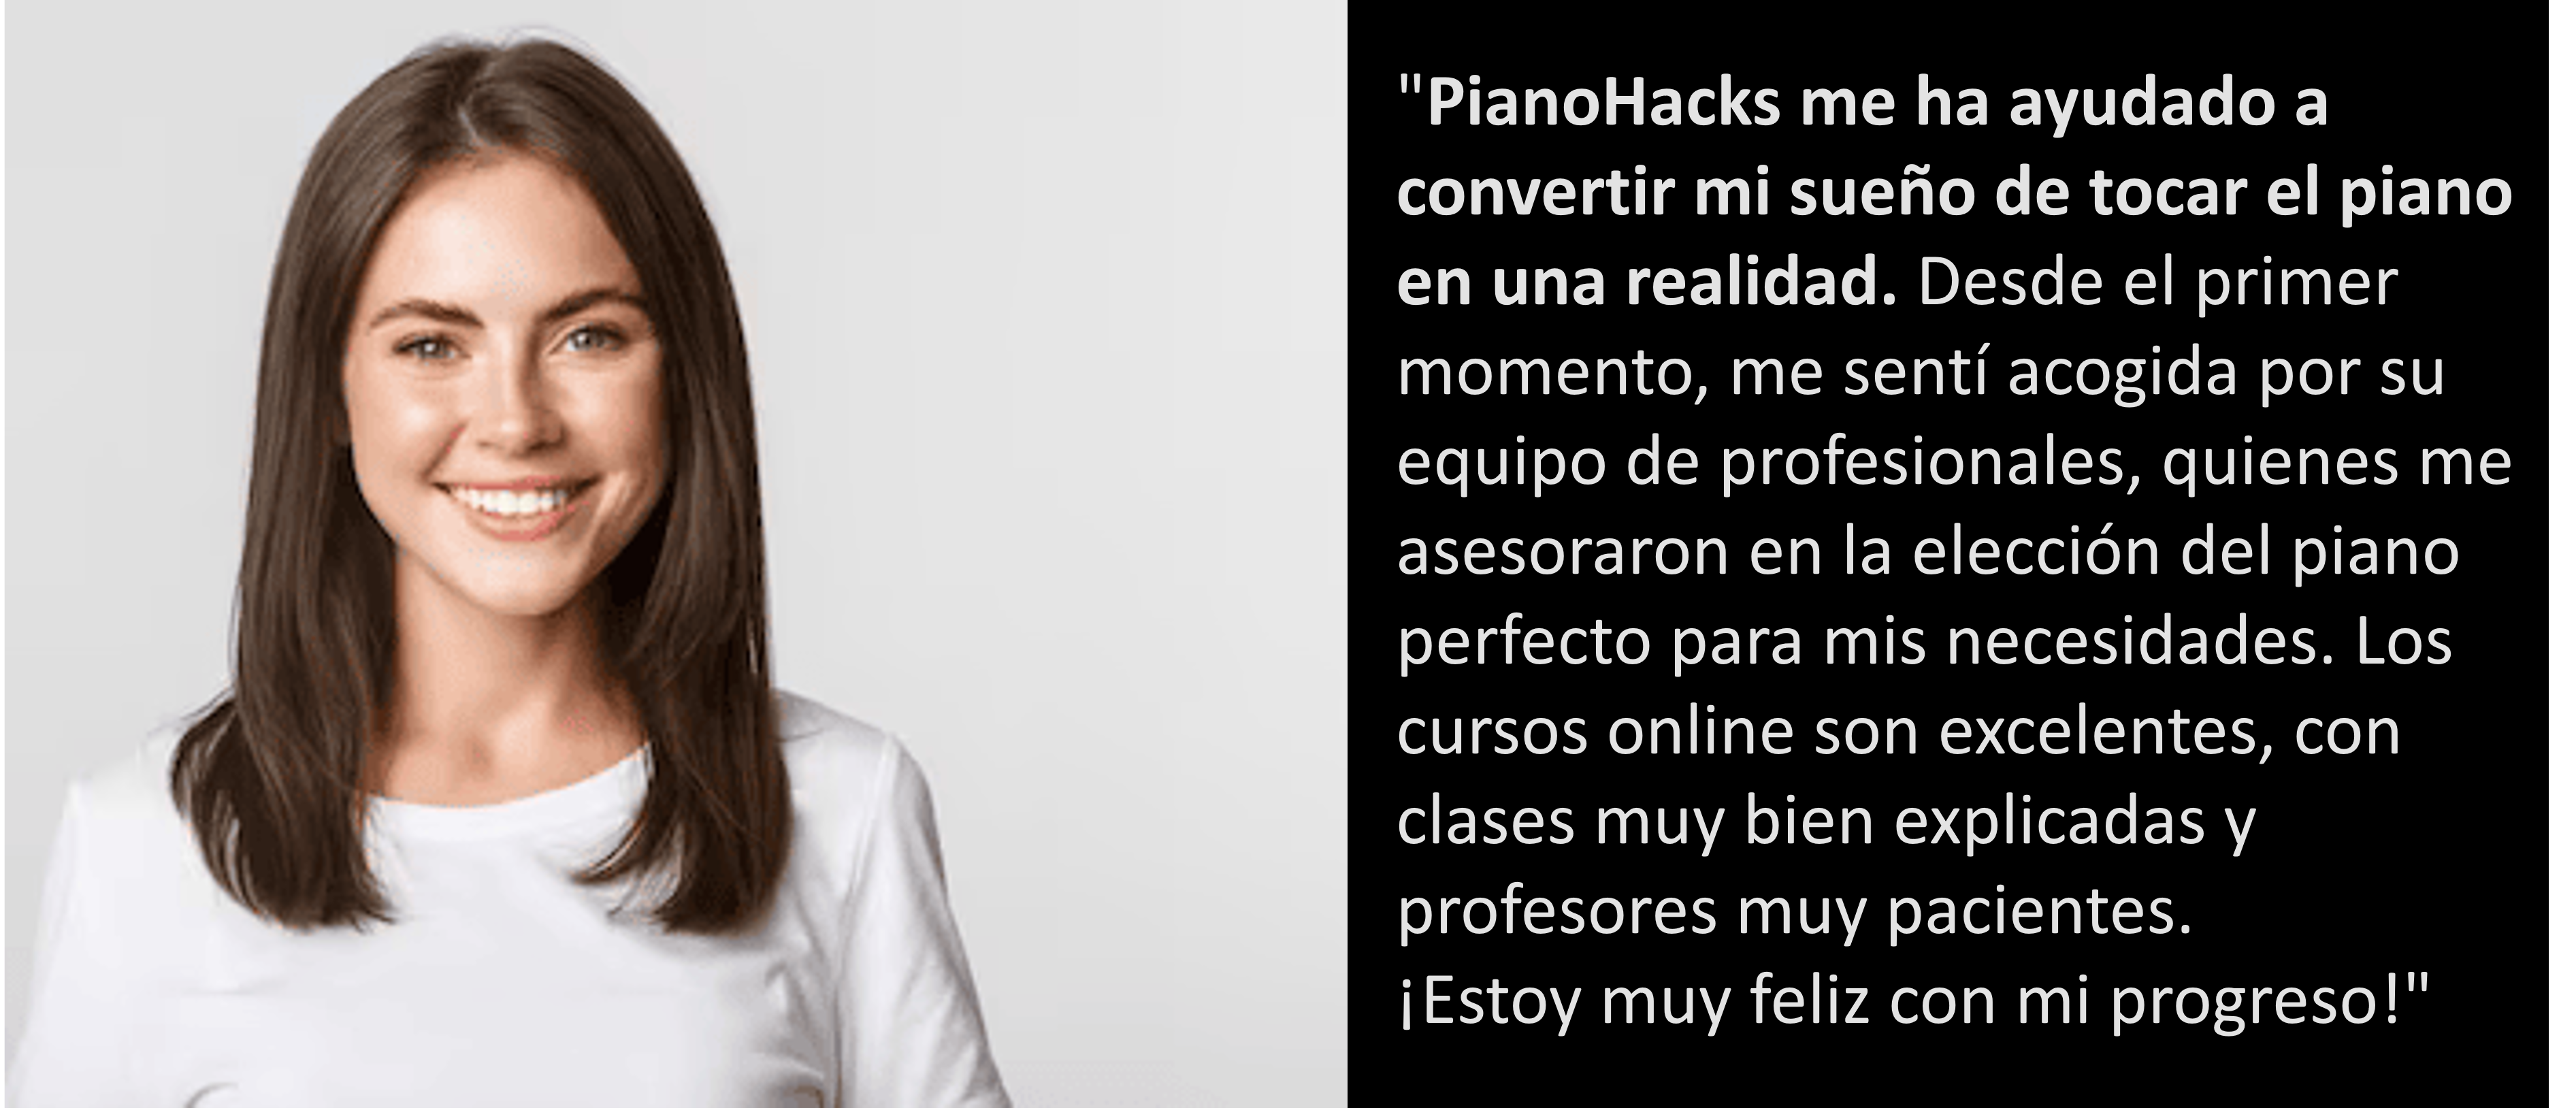 "PianoHacks me ha ayudado a
convertir mi sueño de tocar el piano
en una realidad. Desde el primer
momento, me sentí acogida por su
equipo de profesionales, quienes me
asesoraron en la elección del piano
perfecto para mis necesidades. Los
cursos online son excelentes, con
clases muy bien explicadas y
profesores muy pacientes.
¡Estoy muy feliz con mi progreso!"